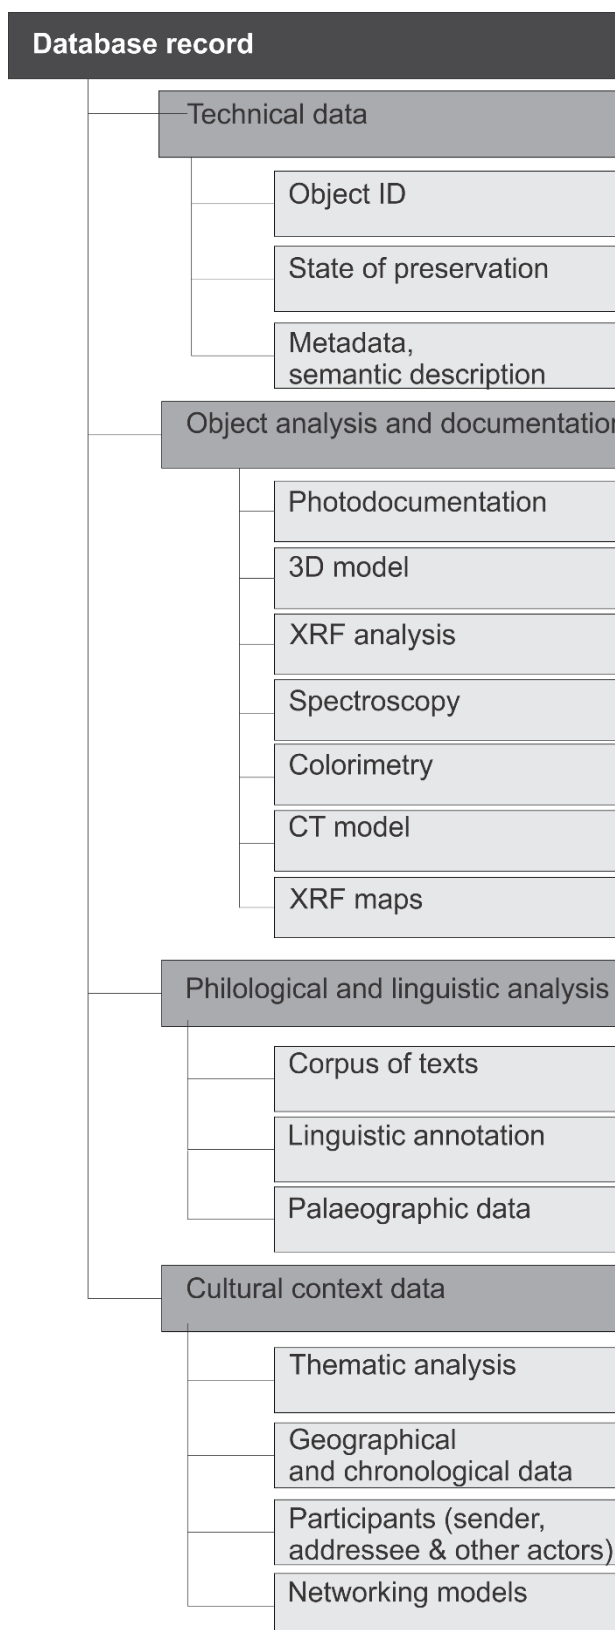 Database record
Technical data
Object ID
State of preservation
Metadata,
semantic description
Object analysis and documentation
Photodocumentation
3D model
XRF analysis
Spectroscopy
Colorimetry
CT model
XRF maps
Philological and linguistic analysis
Corpus of texts
Linguistic annotation
Palaeographic data
Cultural context data
Thematic analysis
Geographical
and chronological data
Participants (sender,
addressee & other actors)
Networking models